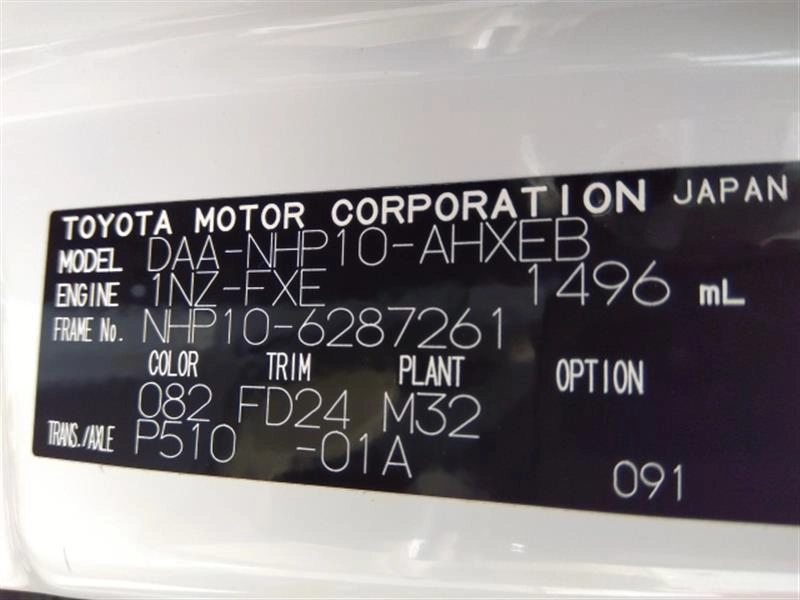 TOYOTA MOTOR CORPORATION JAPAN
MODEL DAA-NHP10-AHXEB
ENGINE 1NZ-FXE 1496 mL
FRAME No. NHP10-6287261
COLOR TRIM PLANT OPTION
082 FD24 M32
TRANS./AXLE P510 -01A
091